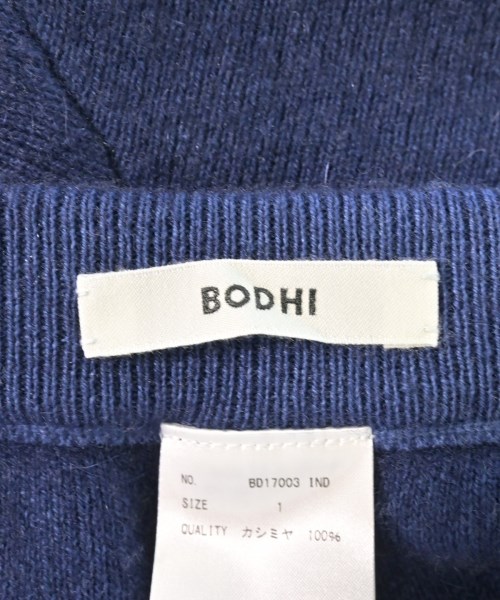 BODHI
NO. BD17003 IND
SIZE 1
QUALITY カシミヤ 100%